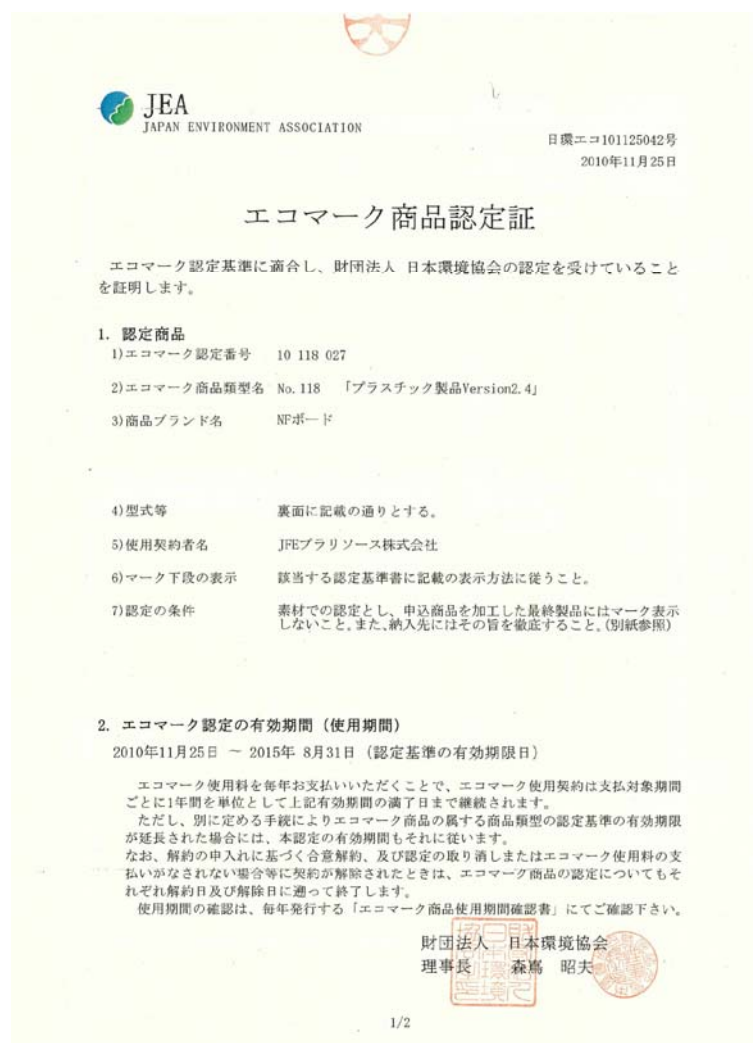 JEA
JAPAN ENVIRONMENT ASSOCIATION
日環エコ101125042号
2010年11月25日
エコマーク商品認定証
エコマーク認定基準に適合し、財団法人 日本環境協会の認定を受けていること
を証明します。
1. 認定商品
1)エコマーク認定番号 10 118 027
2)エコマーク商品類型名 No.118 「プラスチック製品Version2.4」
3)商品ブランド名 NFボード
4)型式等 裏面に記載の通りとする。
5)使用契約者名 JFEプラリソース株式会社
6)マーク下段の表示 該当する認定基準書に記載の表示方法に従うこと。
7)認定の条件 素材での認定とし、申込商品を加工した最終製品にはマーク表示
しないこと。また、納入先にはその旨を徹底すること。(別紙参照)
2. エコマーク認定の有効期間（使用期間）
2010年11月25日 ～ 2015年 8月31日（認定基準の有効期限日）
エコマーク使用料を毎年お支払いいただくことで、エコマーク使用契約は支払対象期間
ごとに1年間を単位として上記有効期間の満了日まで継続されます。
ただし、別に定める手続によりエコマーク商品の属する商品類型の認定基準の有効期限
が延長された場合には、本認定の有効期間もそれに従います。
なお、解約の申入れに基づく合意解約、及び認定の取り消しまたはエコマーク使用料の支
払いがなされない場合等に契約が解除されたときは、エコマーク商品の認定についてもそ
れぞれ解約日及び解除日に遡って終了します。
使用期間の確認は、毎年発行する「エコマーク商品使用期間確認書」にてご確認下さい。
財団法人 日本環境協会
理事長 森嶌 昭夫
1/2